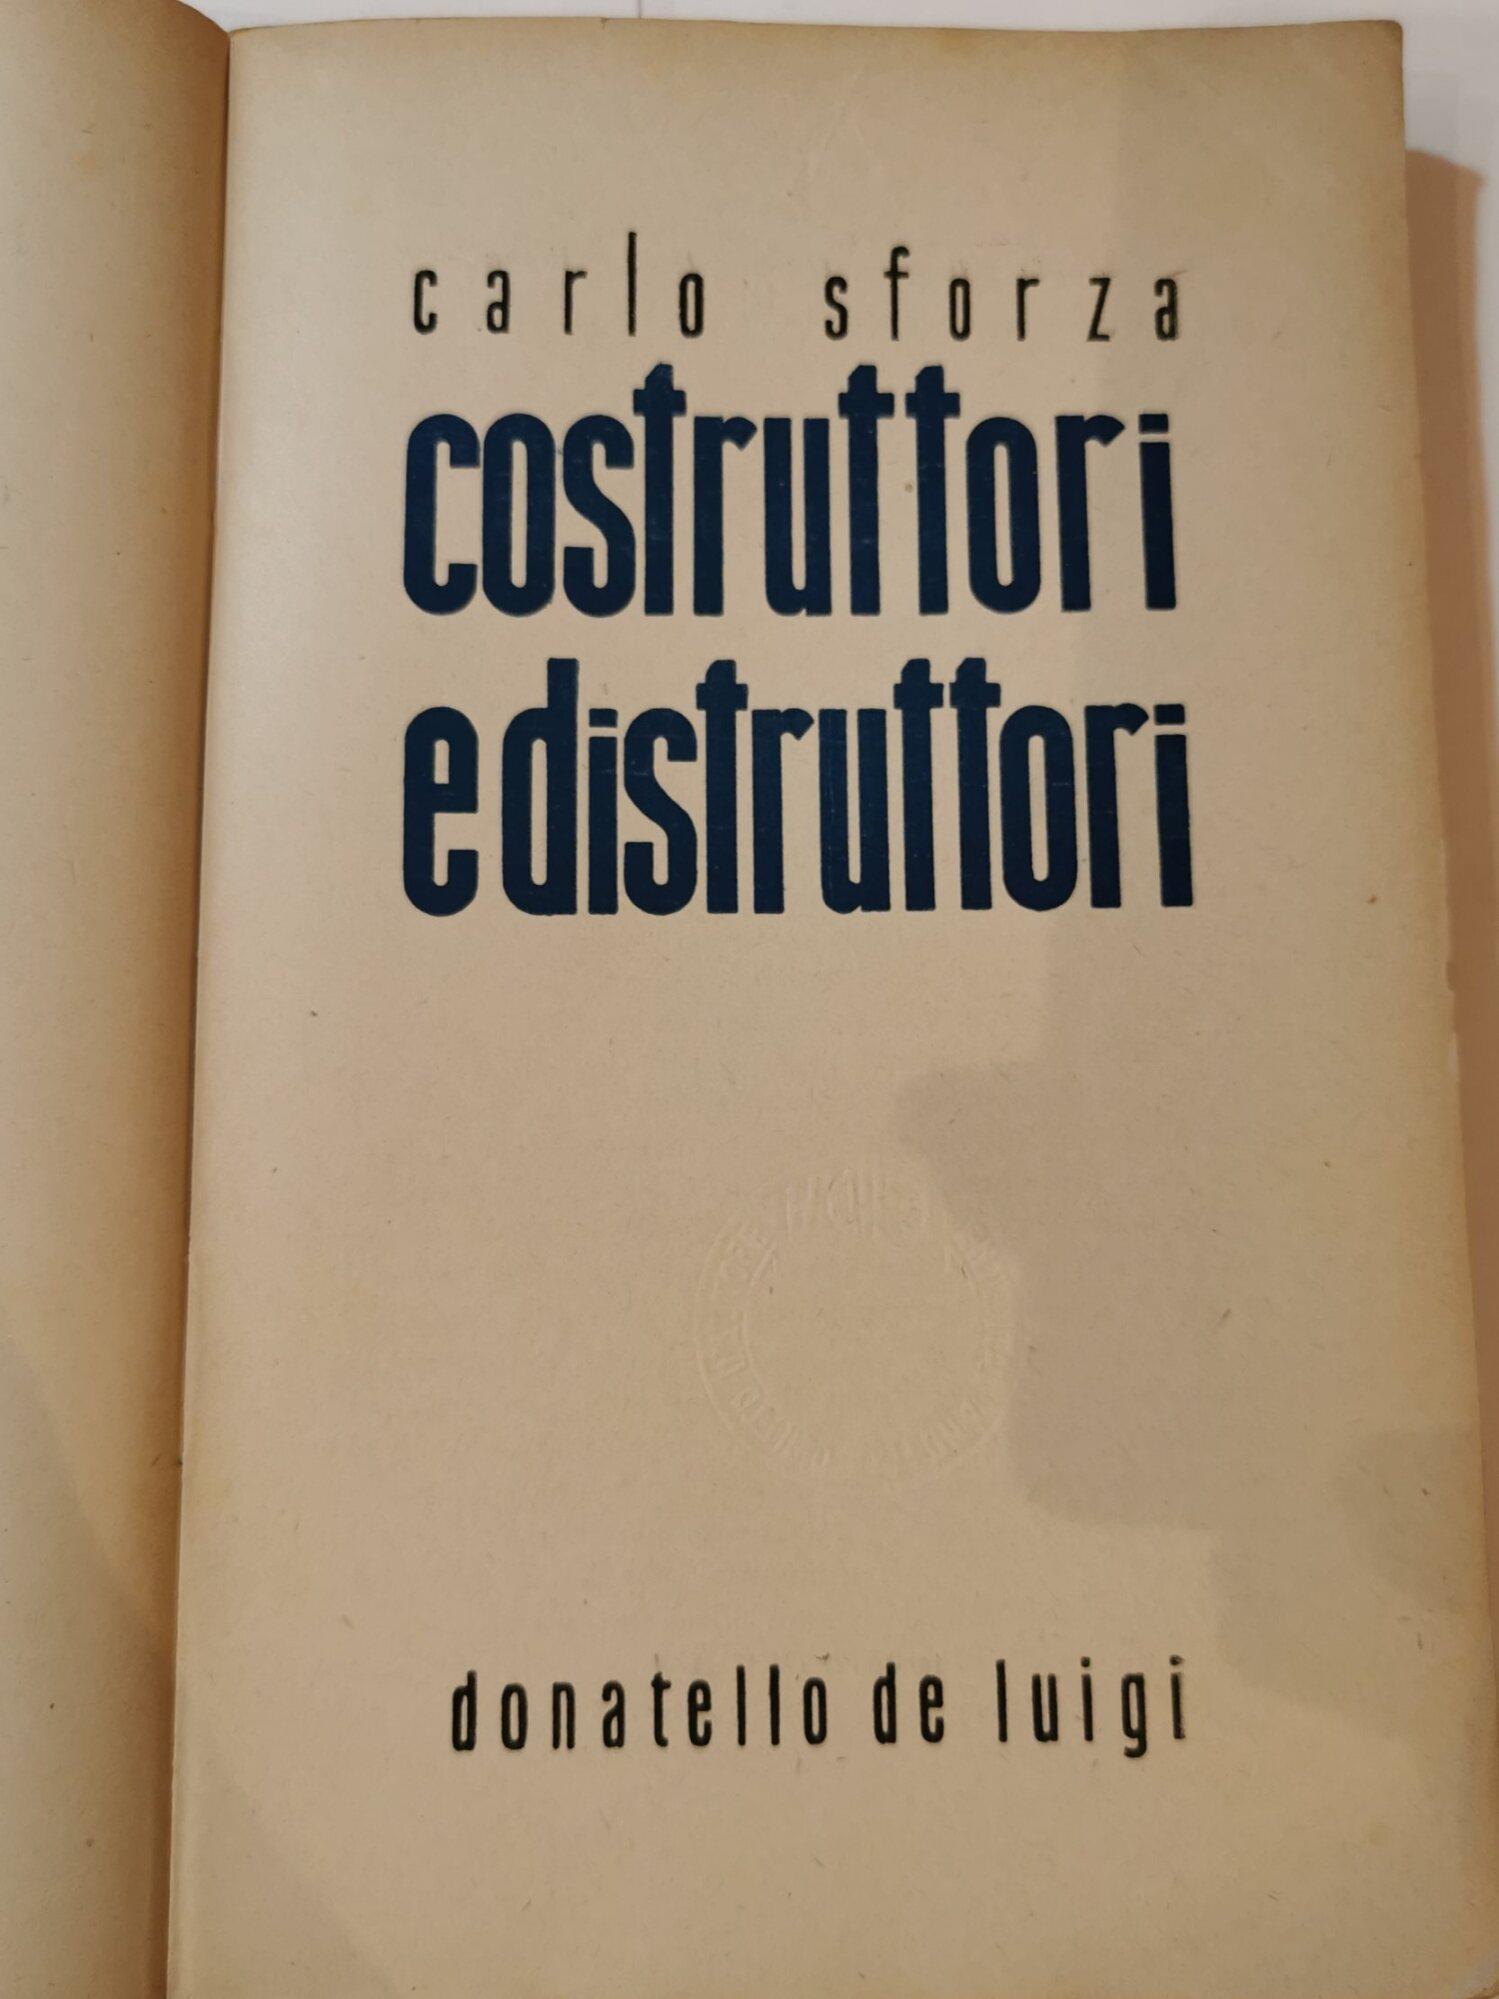 carlo sforza
costruttori
e distruttori
donatello de luigi